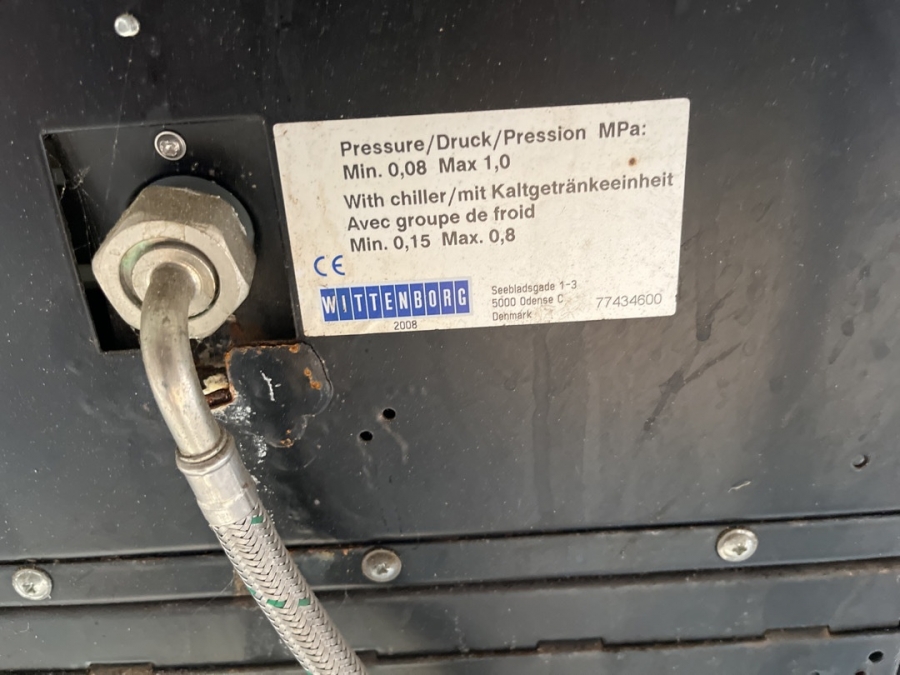 Pressure/Druck/Pression MPa:
Min. 0,08 Max 1,0
With chiller/mit Kaltgetränkeeinheit
Avec groupe de froid
Min. 0,15 Max. 0,8
CE
WITTENBORG
2008
Seebladsgade 1-3
5000 Odense C
Denmark
77434600